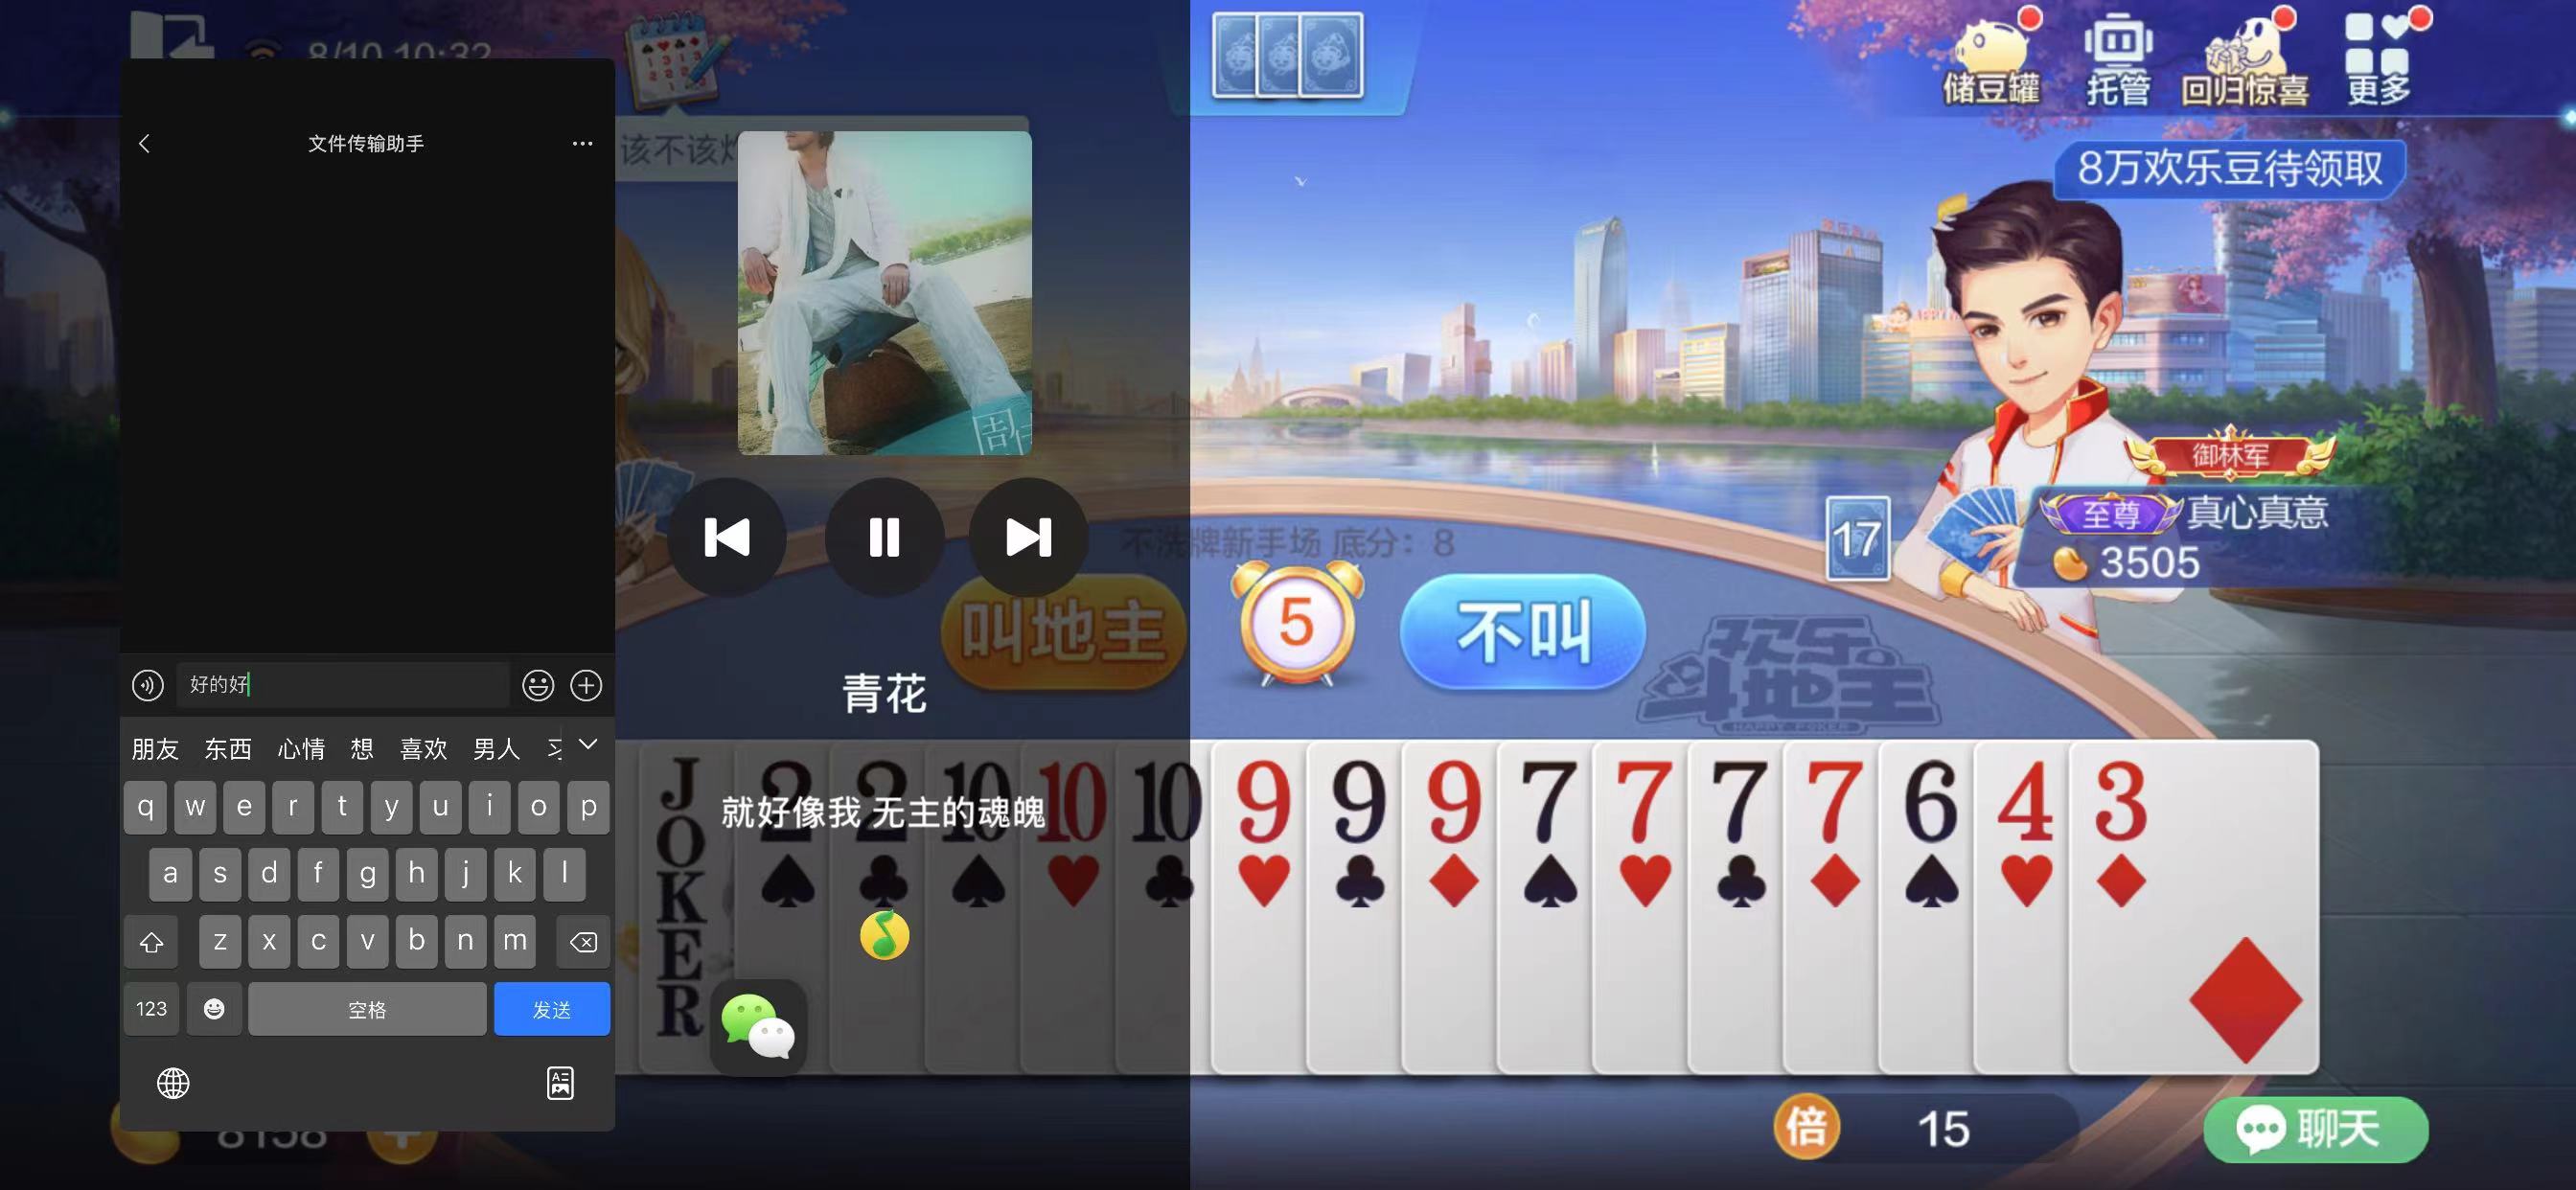 8/10 10:32
文件传输助手
好的好
朋友 东西 心情 想 喜欢 男人
q w e r t y u i o p
a s d f g h j k l
z x c v b n m
123 空格 发送
8158
该不该炸
青花
就好像我 无主的魂魄
储豆罐 托管 回归惊喜 更多
8万欢乐豆待领取
御林军
至尊 真心真意
17
3505
不洗牌新手场 底分：8
叫地主 5 不叫
欢乐斗地主
HAPPY POKER
JOKER 2 2 10 10 10 9 9 9 7 7 7 7 6 4 3
倍 15
聊天